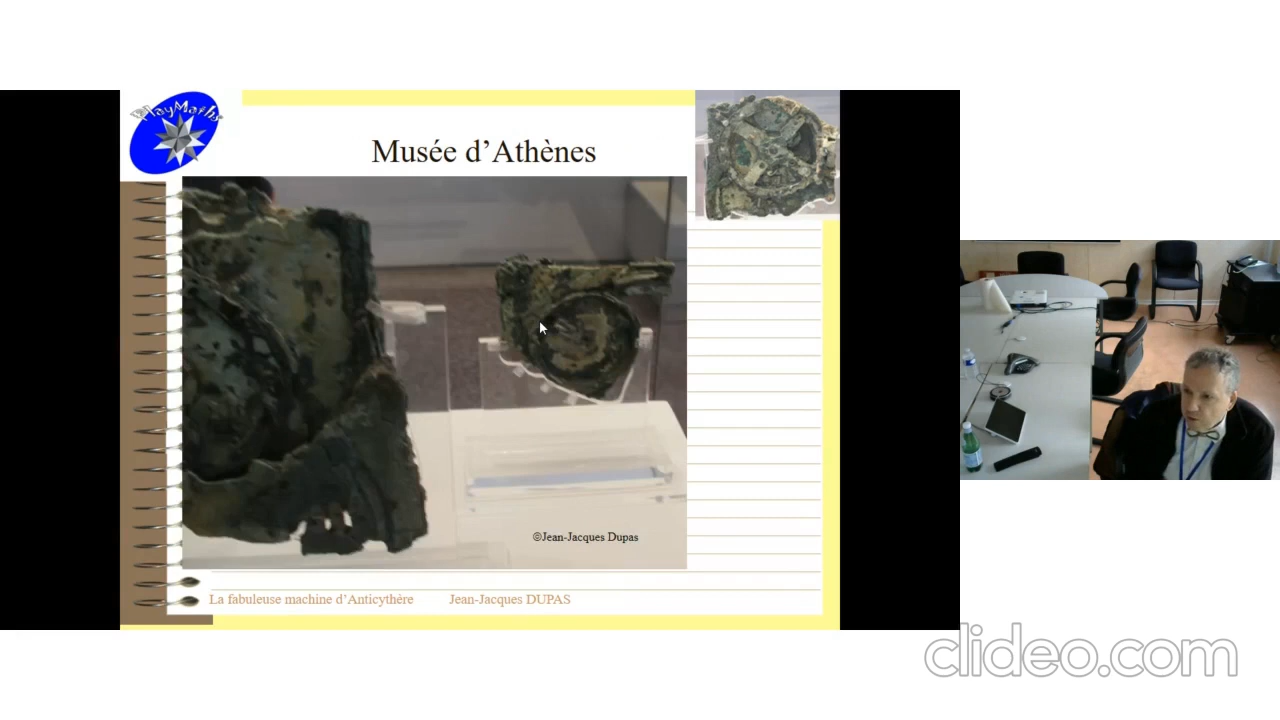 PlayMaths
Musée d'Athènes
©Jean-Jacques Dupas
La fabuleuse machine d'Anticythère Jean-Jacques DUPAS
clideo.com